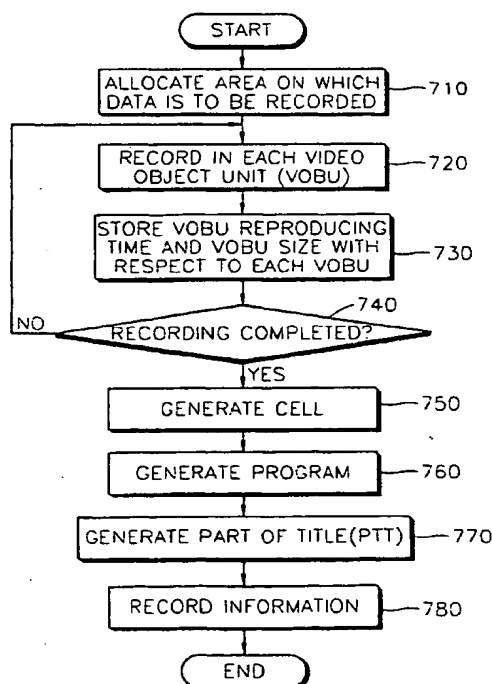 START
ALLOCATE AREA ON WHICH
DATA IS TO BE RECORDED
710
RECORD IN EACH VIDEO
OBJECT UNIT (VOBU)
720
STORE VOBU REPRODUCING
TIME AND VOBU SIZE WITH
RESPECT TO EACH VOBU
730
740
NO
RECORDING COMPLETED?
YES
GENERATE CELL
750
GENERATE PROGRAM
760
GENERATE PART OF TITLE(PTT)
770
RECORD INFORMATION
780
END